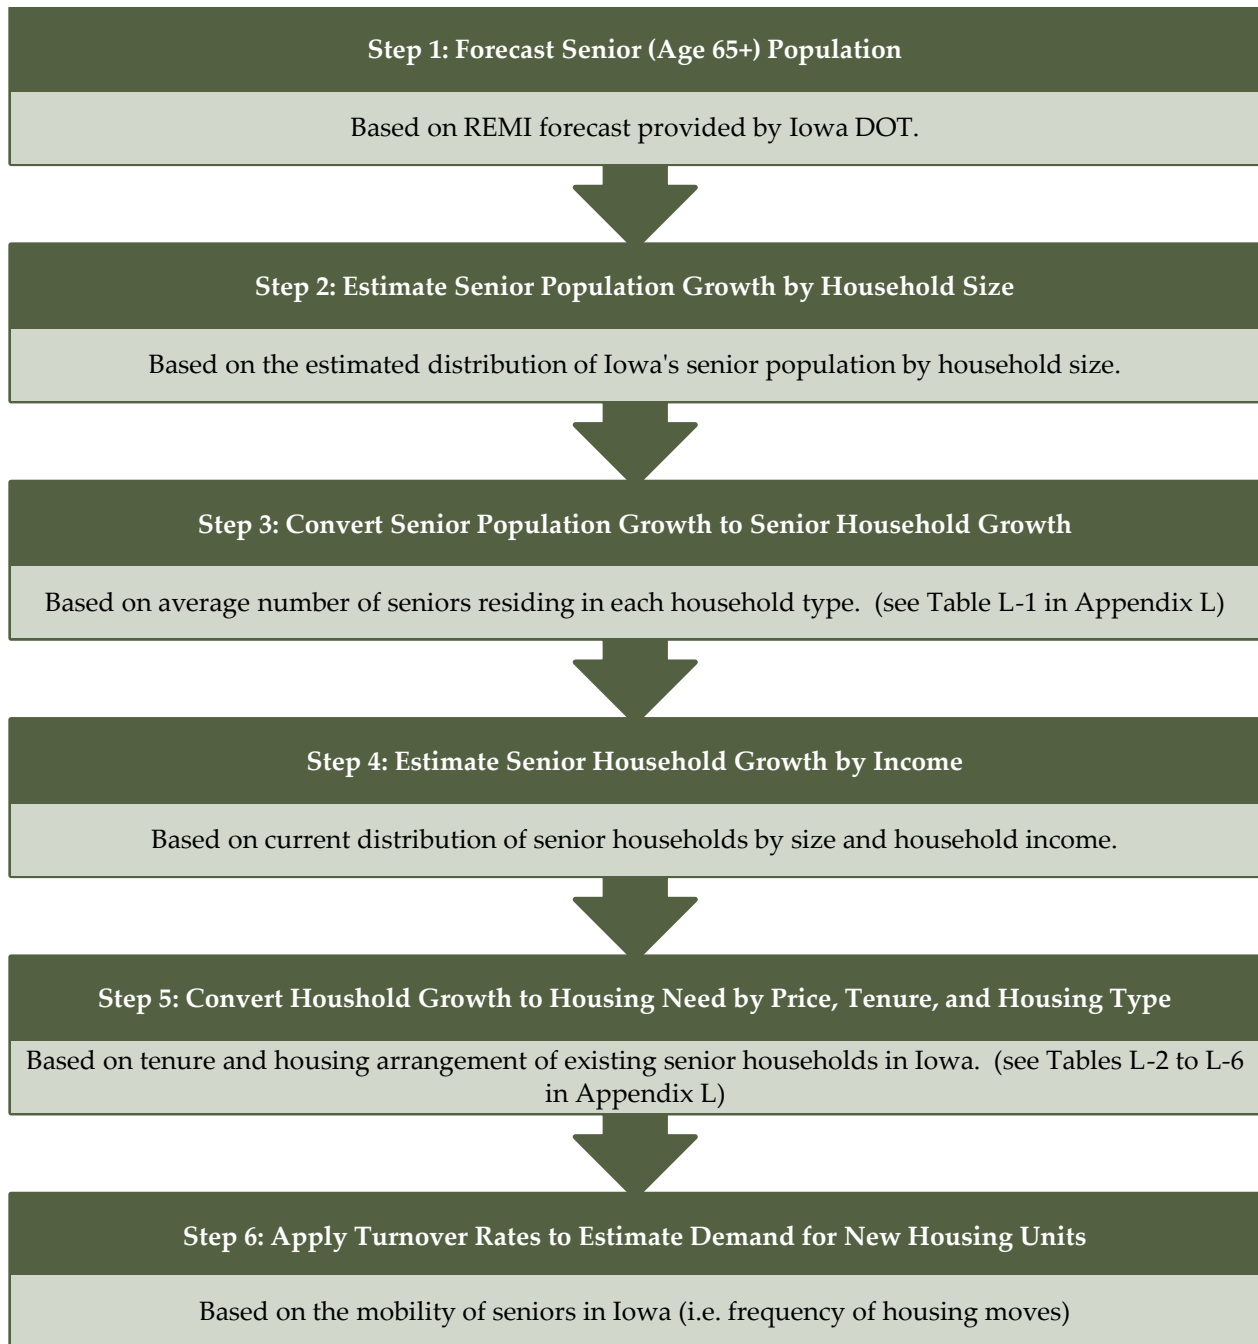 Step 1: Forecast Senior (Age 65+) Population
Based on REMI forecast provided by Iowa DOT.
Step 2: Estimate Senior Population Growth by Household Size
Based on the estimated distribution of Iowa's senior population by household size.
Step 3: Convert Senior Population Growth to Senior Household Growth
Based on average number of seniors residing in each household type.  (see Table L-1 in Appendix L)
Step 4: Estimate Senior Household Growth by Income
Based on current distribution of senior households by size and household income.
Step 5: Convert Houshold Growth to Housing Need by Price, Tenure, and Housing Type
Based on tenure and housing arrangement of existing senior households in Iowa.  (see Tables L-2 to L-6
in Appendix L)
Step 6: Apply Turnover Rates to Estimate Demand for New Housing Units
Based on the mobility of seniors in Iowa (i.e. frequency of housing moves)